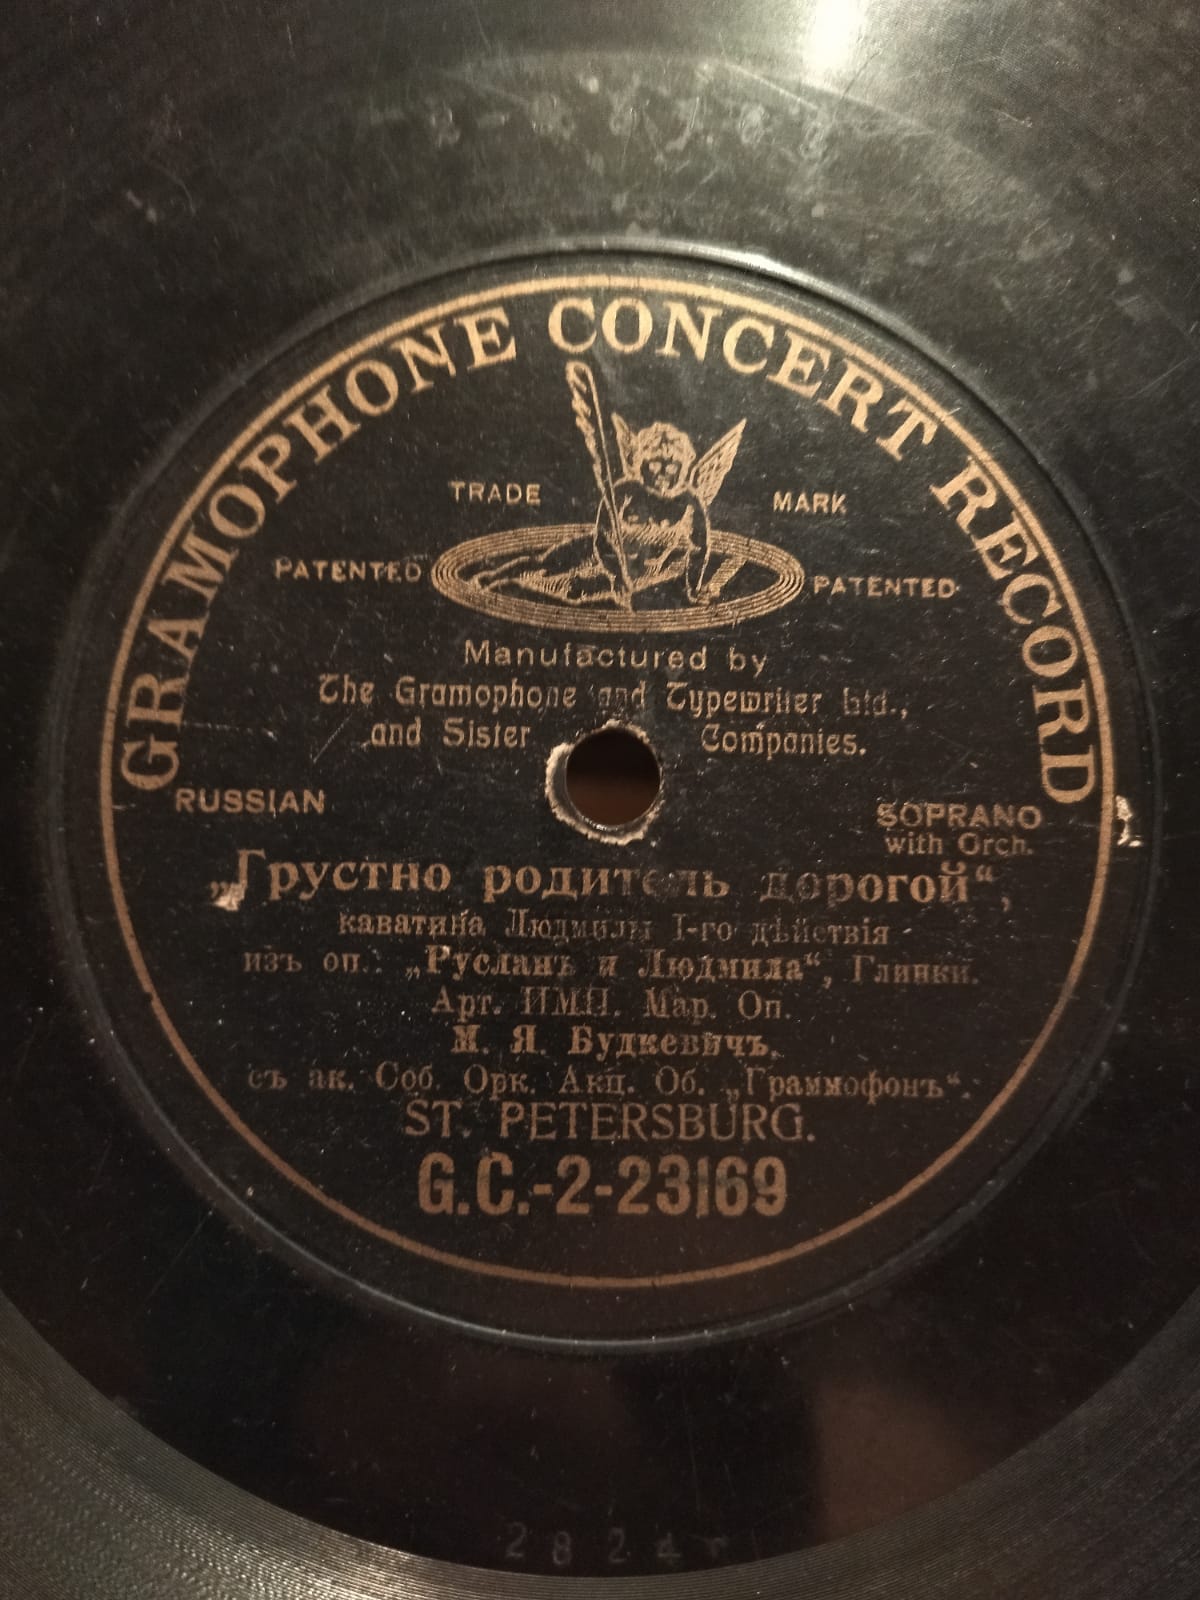 GRAMOPHONE CONCERT RECORD
TRADE MARK
PATENTED PATENTED
Manufactured by
The Gramophone and Typewriter Ltd.,
and Sister Companies.
RUSSIAN
SOPRANO
with Orch.
„Грустно родитель дорогой“,
каватина Людмилы I-го дѣйствія
изъ оп.: „Русланъ и Людмила“, Глинки.
Арт. ИМП. Мар. Оп.
М. Я. Будкевичъ.
съ ак. Соб. Орк. Акц. Об. „Граммофонъ“.
ST. PETERSBURG.
G.C.-2-23169